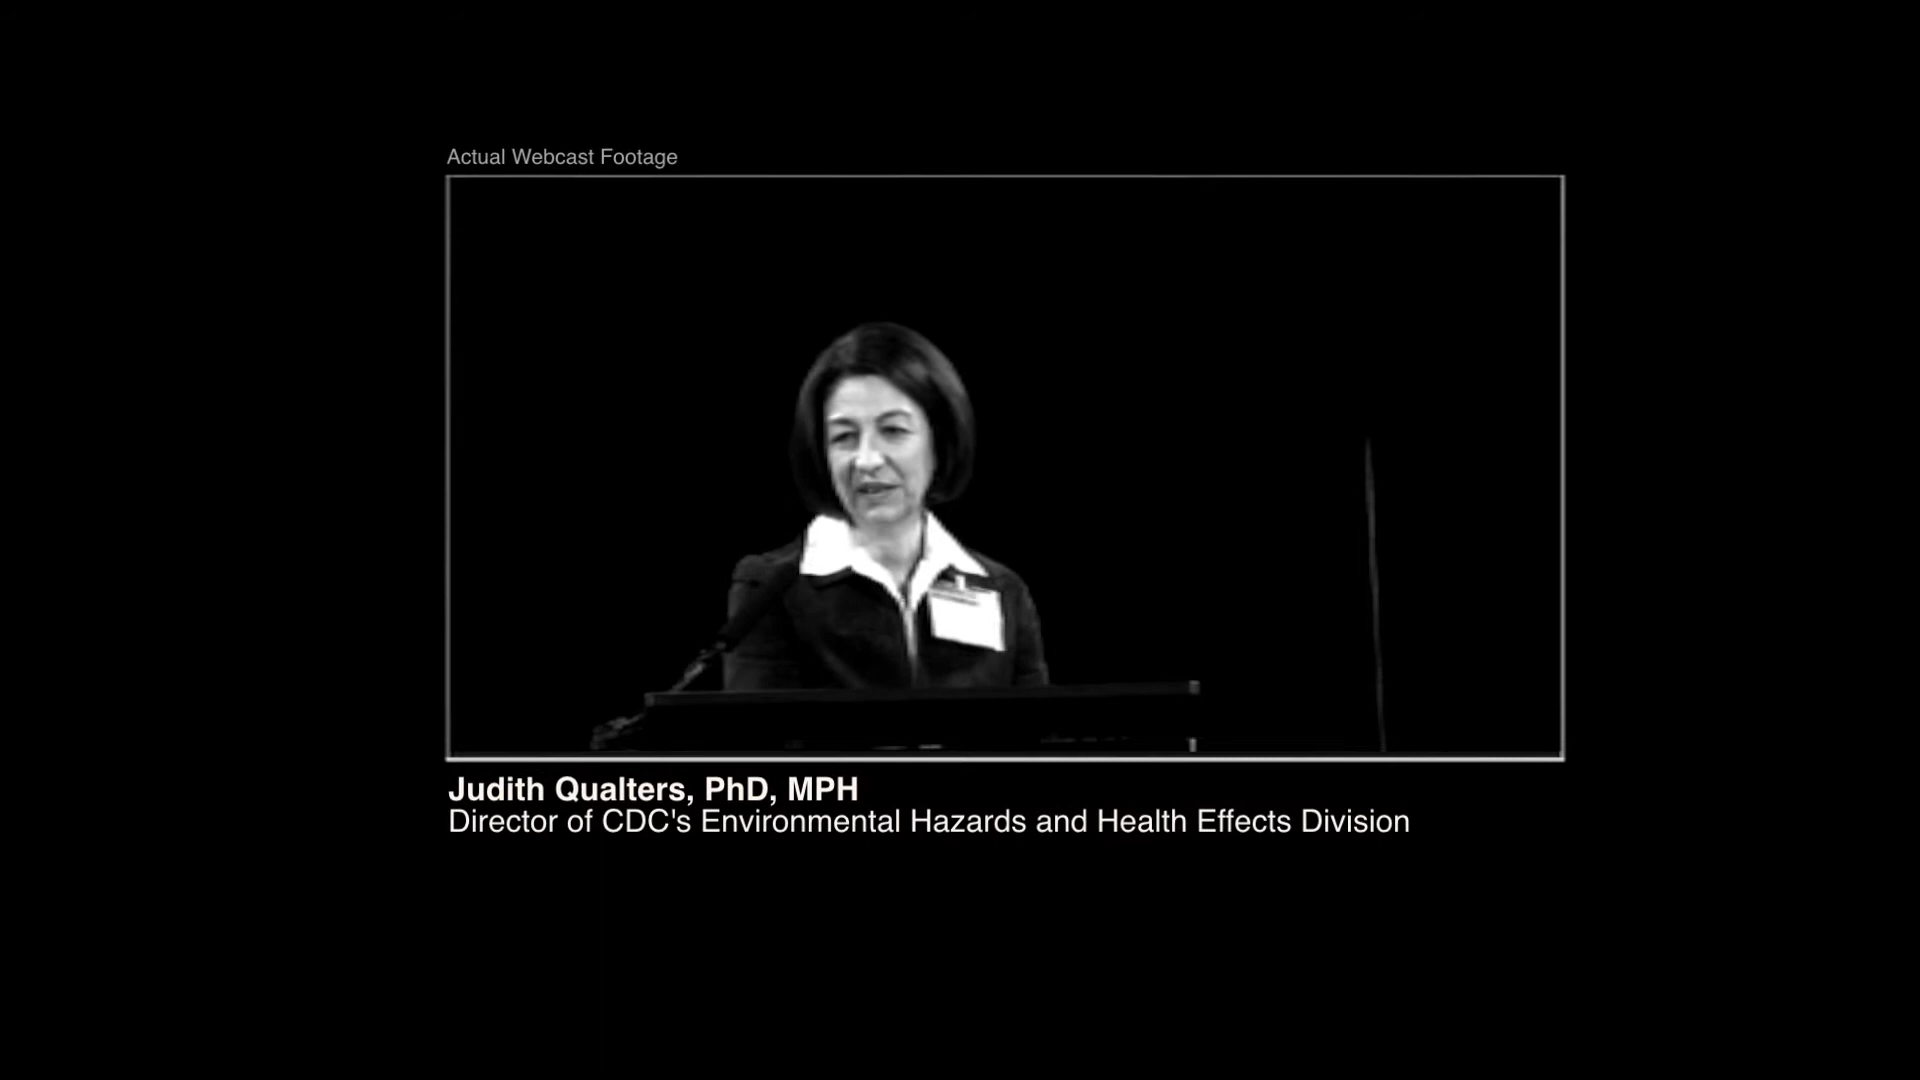 Actual Webcast Footage
Judith Qualters, PhD, MPH
Director of CDC's Environmental Hazards and Health Effects Division